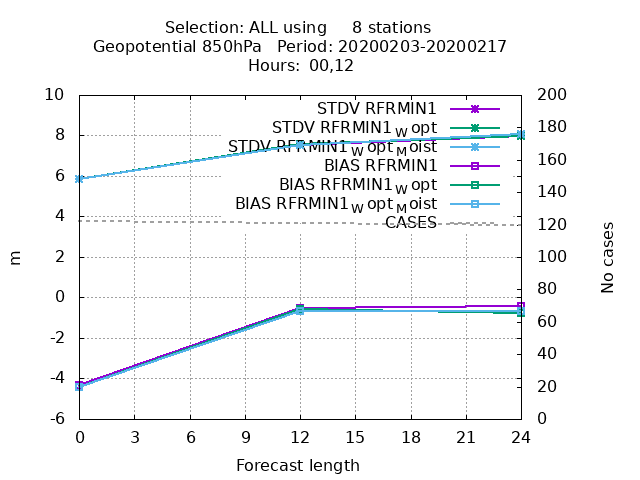 Selection: ALL using     8 stations
Geopotential 850hPa   Period: 20200203-20200217
Hours: 00,12
10
8
6
4
2
0
-2
-4
-6
m
STDV RFRMIN1
STDV RFRMIN1_W opt
STDV RFRMIN1_W opt_M oist
BIAS RFRMIN1
BIAS RFRMIN1_W opt
BIAS RFRMIN1_W opt_M oist
CASES
200
180
160
140
120
100
80
60
40
20
0
No cases
0 3 6 9 12 15 18 21 24
Forecast length